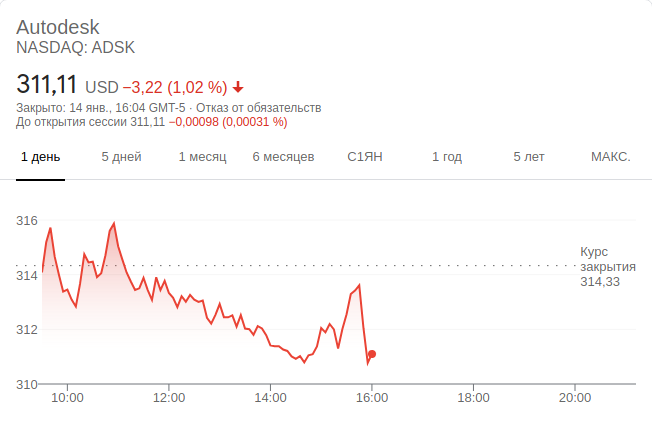 Autodesk
NASDAQ: ADSK
311,11 USD −3,22 (1,02 %)
Закрыто: 14 янв., 16:04 GMT-5 · Отказ от обязательств
До открытия сессии 311,11 −0,00098 (0,00031 %)
1 день 5 дней 1 месяц 6 месяцев С1ЯН 1 год 5 лет МАКС.
316
314
312
310
Курс
закрытия
314,33
10:00 12:00 14:00 16:00 18:00 20:00